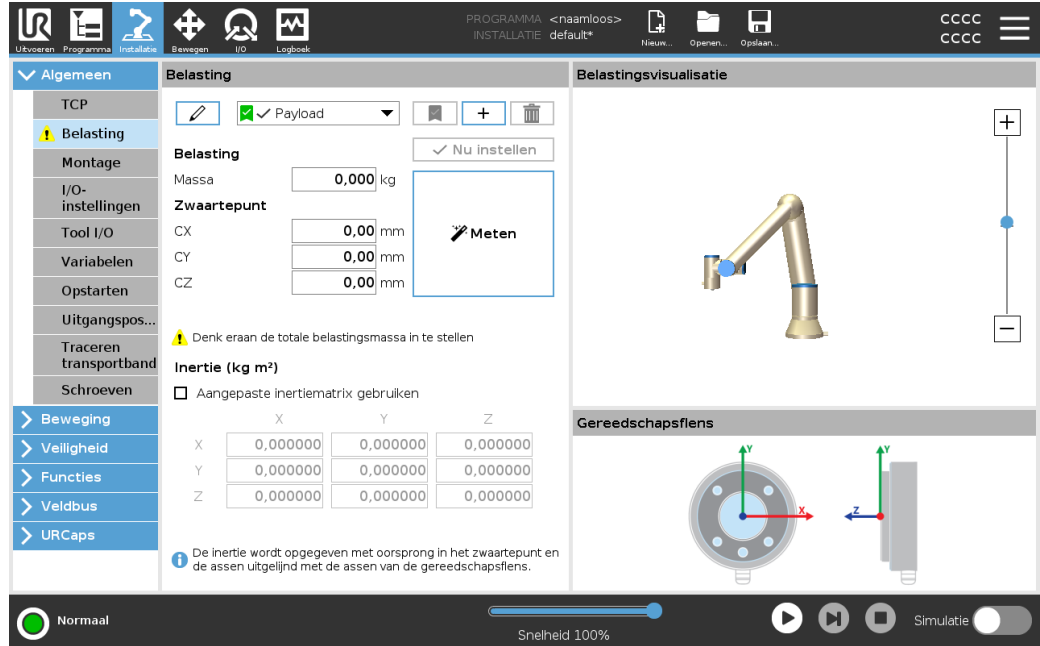 PROGRAMMA <naamloos>
INSTALLATIE default*
Uitvoeren Programma Installatie Bewegen I/O Logboek Nieuw... Openen... Opslaan...
CCCC
CCCC
Algemeen
TCP
Belasting
Montage
I/O-
instellingen
Tool I/O
Variabelen
Opstarten
Uitgangspos...
Traceren
transportband
Schroeven
Beweging
Veiligheid
Functies
Veldbus
URCaps
Belasting
Payload
+
Nu instellen
Belasting
Massa 0,000 kg
Zwaartepunt
CX 0,00 mm
CY 0,00 mm
CZ 0,00 mm
Meten
Denk eraan de totale belastingsmassa in te stellen
Inertie (kg m²)
Aangepaste inertiematrix gebruiken
X Y Z
X 0,000000 0,000000 0,000000
Y 0,000000 0,000000 0,000000
Z 0,000000 0,000000 0,000000
De inertie wordt opgegeven met oorsprong in het zwaartepunt en
de assen uitgelijnd met de assen van de gereedschapsflens.
Belastingsvisualisatie
+
−
Gereedschapsflens
Y
X
Y
Z
Normaal
Snelheid 100%
Simulatie